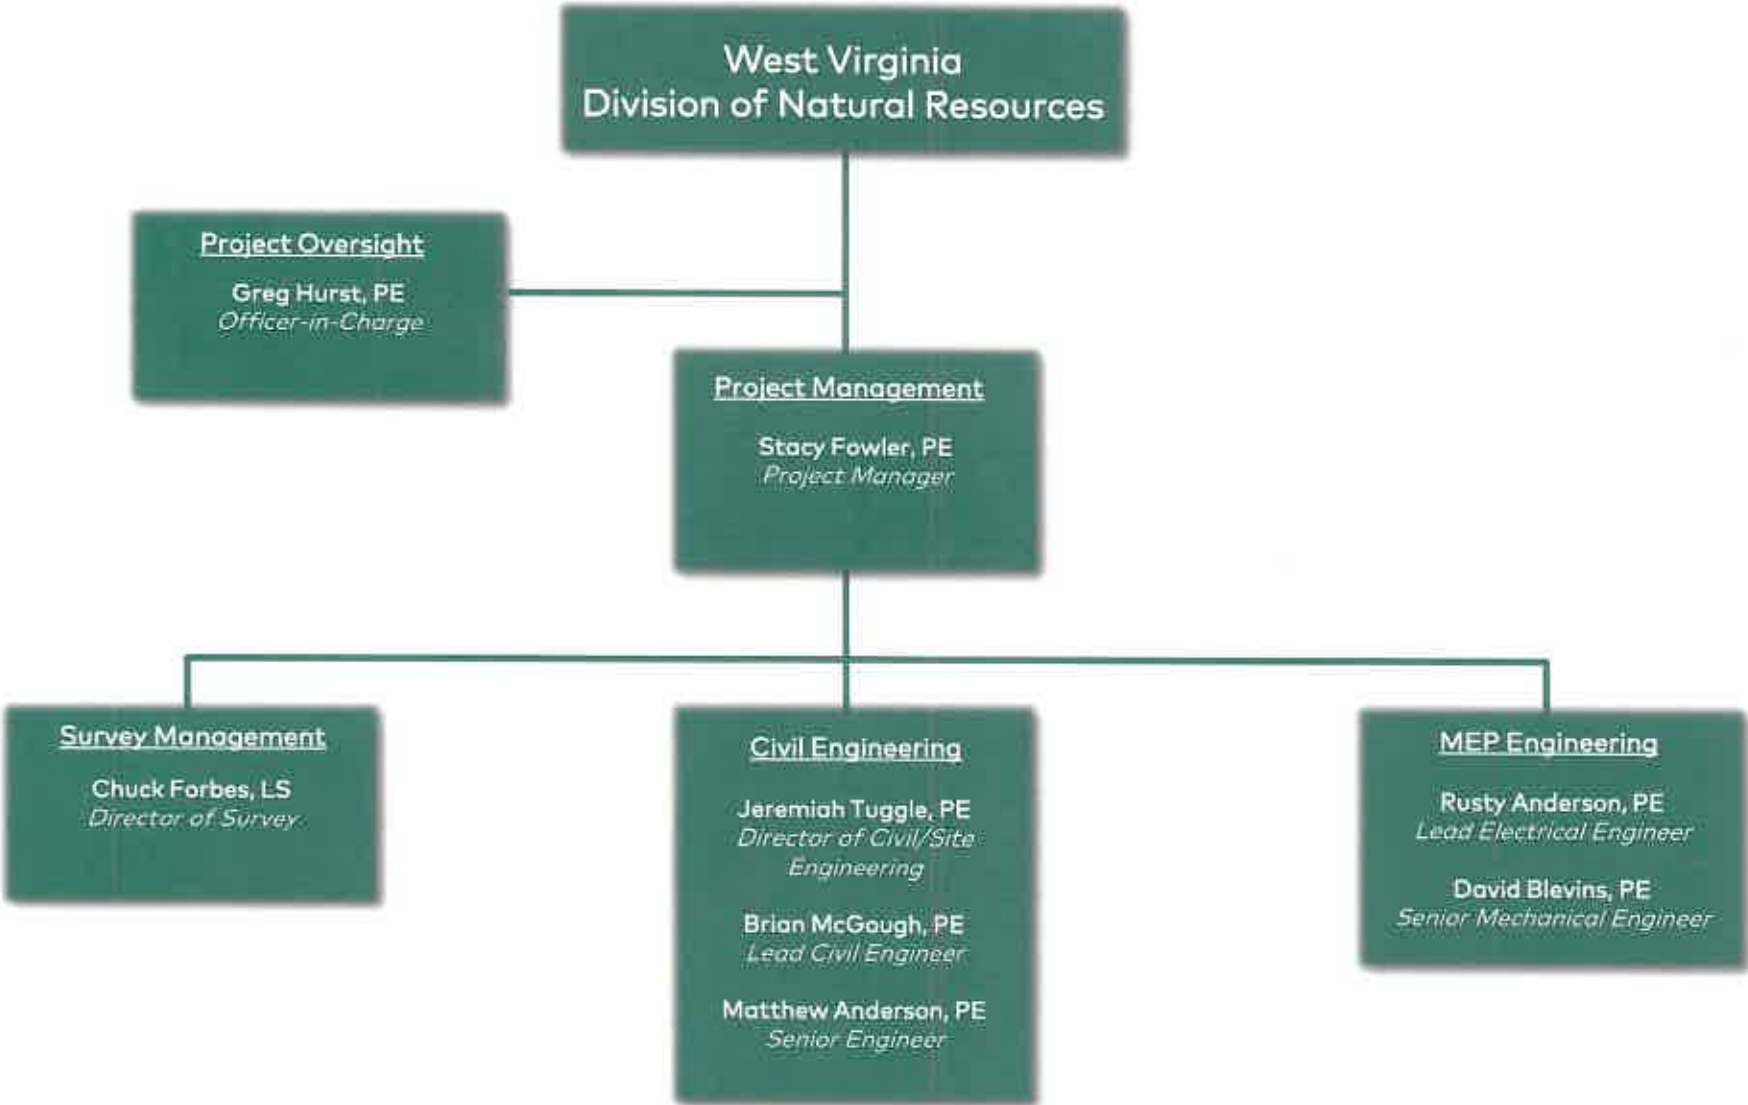 West Virginia
Division of Natural Resources
Project Oversight
Greg Hurst, PE
Officer-in-Charge
Project Management
Stacy Fowler, PE
Project Manager
Survey Management
Chuck Forbes, LS
Director of Survey
Civil Engineering
Jeremiah Tuggle, PE
Director of Civil/Site
Engineering
Brian McGough, PE
Lead Civil Engineer
Matthew Anderson, PE
Senior Engineer
MEP Engineering
Rusty Anderson, PE
Lead Electrical Engineer
David Blevins, PE
Senior Mechanical Engineer